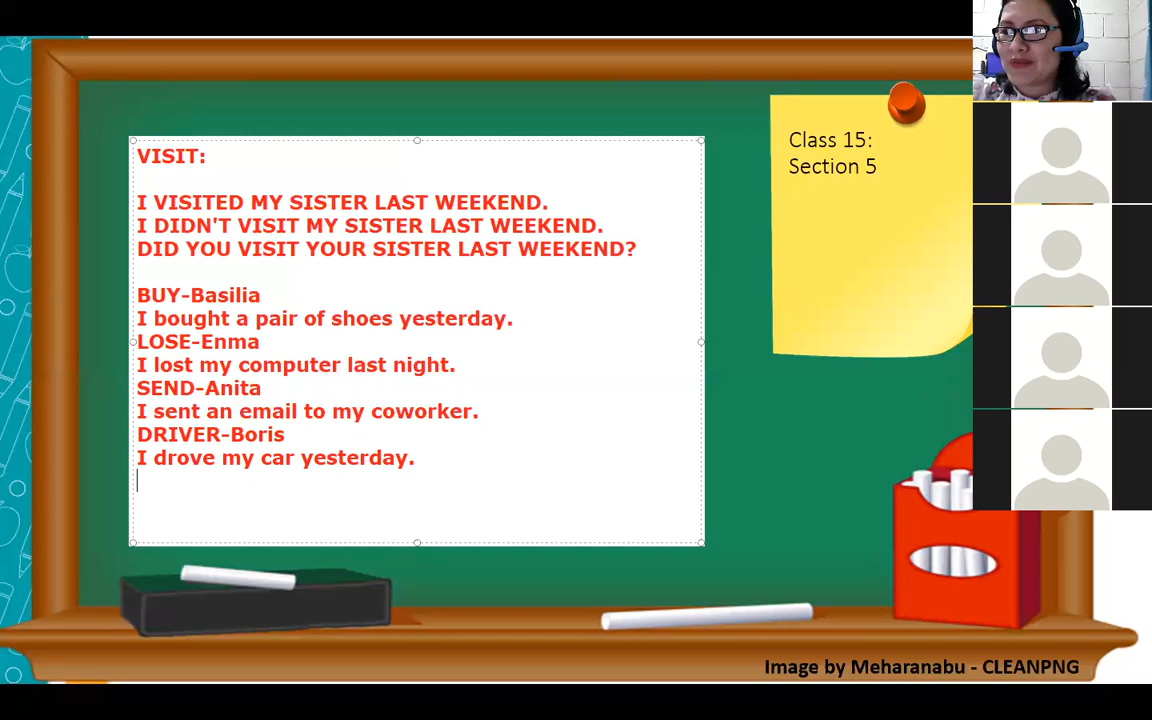 VISIT:
I VISITED MY SISTER LAST WEEKEND.
I DIDN'T VISIT MY SISTER LAST WEEKEND.
DID YOU VISIT YOUR SISTER LAST WEEKEND?
BUY-Basilia
I bought a pair of shoes yesterday.
LOSE-Enma
I lost my computer last night.
SEND-Anita
I sent an email to my coworker.
DRIVER-Boris
I drove my car yesterday.
Class 15:
Section 5
Image by Meharanabu - CLEANPNG